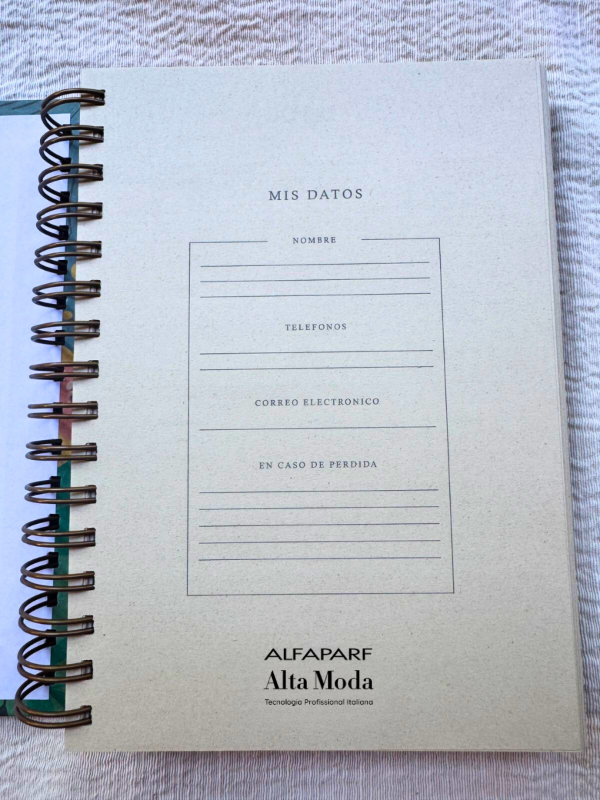 MIS DATOS
NOMBRE
TELEFONOS
CORREO ELECTRONICO
EN CASO DE PERDIDA
ALFAPARF
Alta Moda
Tecnologia Profissional Italiana